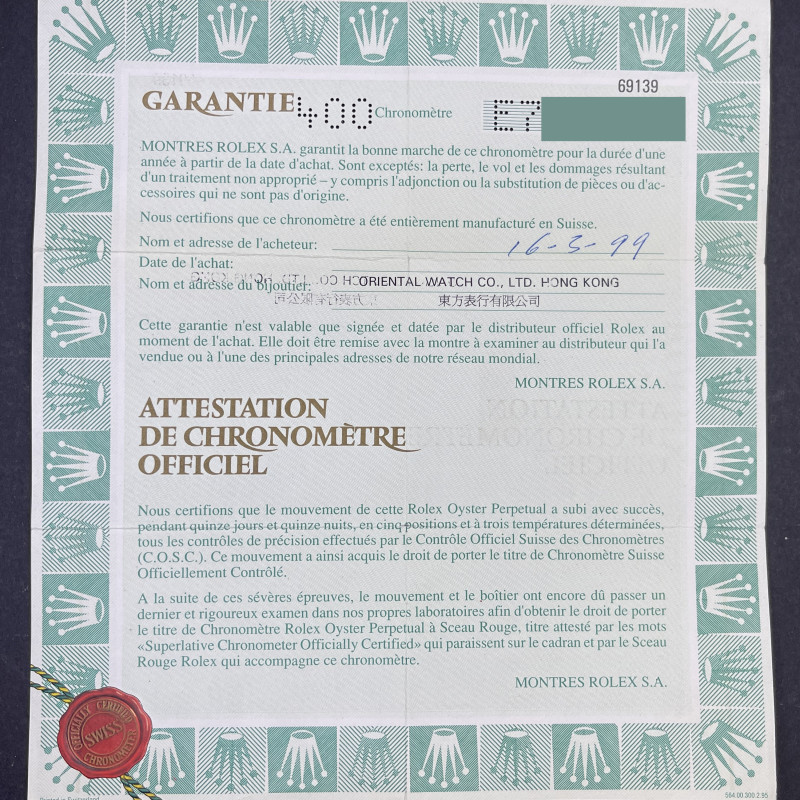 69139
GARANTIE 400 Chronomètre E7
MONTRES ROLEX S.A. garantit la bonne marche de ce chronomètre pour la durée d'une
année à partir de la date d'achat. Sont exceptés: la perte, le vol et les dommages résultant
d'un traitement non approprié – y compris l'adjonction ou la substitution de pièces ou d'ac-
cessoires qui ne sont pas d'origine.
Nous certifions que ce chronomètre a été entièrement manufacturé en Suisse.
Nom et adresse de l'acheteur:
16-3-99
Date de l'achat:
Nom et adresse du bijoutier: ORIENTAL WATCH CO., LTD. HONG KONG
東方表行有限公司
Cette garantie n'est valable que signée et datée par le distributeur officiel Rolex au
moment de l'achat. Elle doit être remise avec la montre à examiner au distributeur qui l'a
vendue ou à l'une des principales adresses de notre réseau mondial.
MONTRES ROLEX S.A.
ATTESTATION
DE CHRONOMÈTRE
OFFICIEL
Nous certifions que le mouvement de cette Rolex Oyster Perpetual a subi avec succès,
pendant quinze jours et quinze nuits, en cinq positions et à trois températures déterminées,
tous les contrôles de précision effectués par le Contrôle Officiel Suisse des Chronomètres
(C.O.S.C.). Ce mouvement a ainsi acquis le droit de porter le titre de Chronomètre Suisse
Officiellement Contrôlé.
A la suite de ces sévères épreuves, le mouvement et le boîtier ont encore dû passer un
dernier et rigoureux examen dans nos propres laboratoires afin d'obtenir le droit de porter
le titre de Chronomètre Rolex Oyster Perpetual à Sceau Rouge, titre attesté par les mots
«Superlative Chronometer Officially Certified» qui paraissent sur le cadran et par le Sceau
Rouge Rolex qui accompagne ce chronomètre.
MONTRES ROLEX S.A.
OFFICIALLY CERTIFIED
SWISS
CHRONOMETER
Printed in Switzerland
564.00 300.2.95